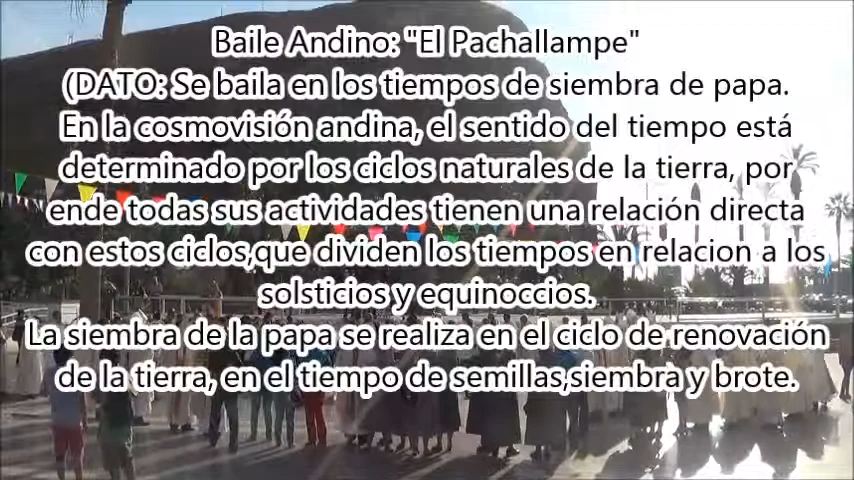 Baile Andino: "El Pachallampe"
(DATO: Se baila en los tiempos de siembra de papa.
En la cosmovisión andina, el sentido del tiempo está
determinado por los ciclos naturales de la tierra, por
ende todas sus actividades tienen una relación directa
con estos ciclos,que dividen los tiempos en relacion a los
solsticios y equinoccios.
La siembra de la papa se realiza en el ciclo de renovación
de la tierra, en el tiempo de semillas,siembra y brote.